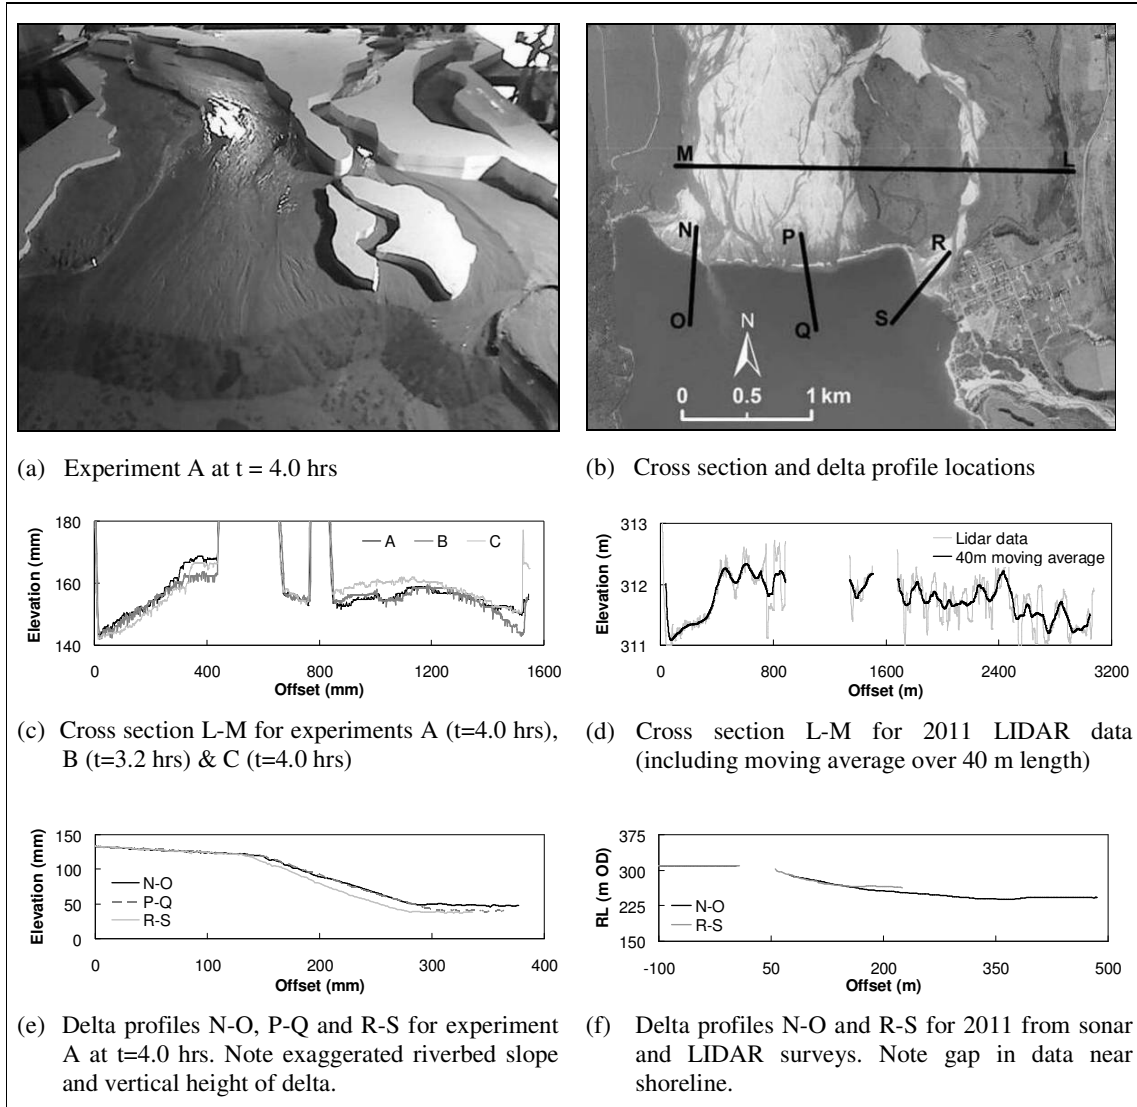 M
L
N
P
R
O
Q
S
N
0 0.5 1 km
(a) Experiment A at t = 4.0 hrs
(b) Cross section and delta profile locations
180
160
140
Elevation (mm)
A B C
0 400 800 1200 1600
Offset (mm)
313
312
311
Elevation (m)
Lidar data
40m moving average
0 800 1600 2400 3200
Offset (m)
(c) Cross section L-M for experiments A (t=4.0 hrs),
B (t=3.2 hrs) & C (t=4.0 hrs)
(d) Cross section L-M for 2011 LIDAR data
(including moving average over 40 m length)
150
100
50
0
Elevation (mm)
N-O
P-Q
R-S
0 100 200 300 400
Offset (mm)
375
300
225
150
RL (m OD)
N-O
R-S
-100 50 200 350 500
Offset (m)
(e) Delta profiles N-O, P-Q and R-S for experiment
A at t=4.0 hrs. Note exaggerated riverbed slope
and vertical height of delta.
(f) Delta profiles N-O and R-S for 2011 from sonar
and LIDAR surveys. Note gap in data near
shoreline.